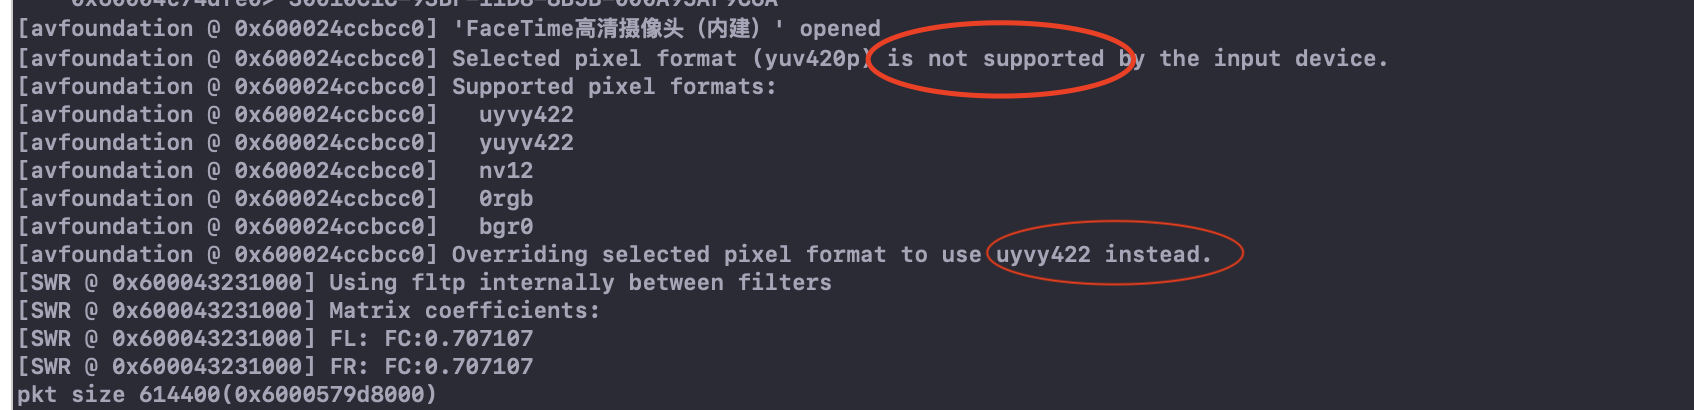 [avfoundation @ 0x600024ccbcc0] 'FaceTime高清摄像头（内建）' opened
[avfoundation @ 0x600024ccbcc0] Selected pixel format (yuv420p) is not supported by the input device.
[avfoundation @ 0x600024ccbcc0] Supported pixel formats:
[avfoundation @ 0x600024ccbcc0]   uyvy422
[avfoundation @ 0x600024ccbcc0]   yuyv422
[avfoundation @ 0x600024ccbcc0]   nv12
[avfoundation @ 0x600024ccbcc0]   0rgb
[avfoundation @ 0x600024ccbcc0]   bgr0
[avfoundation @ 0x600024ccbcc0] Overriding selected pixel format to use uyvy422 instead.
[SWR @ 0x600043231000] Using fltp internally between filters
[SWR @ 0x600043231000] Matrix coefficients:
[SWR @ 0x600043231000] FL: FC:0.707107
[SWR @ 0x600043231000] FR: FC:0.707107
pkt size 614400(0x6000579d8000)